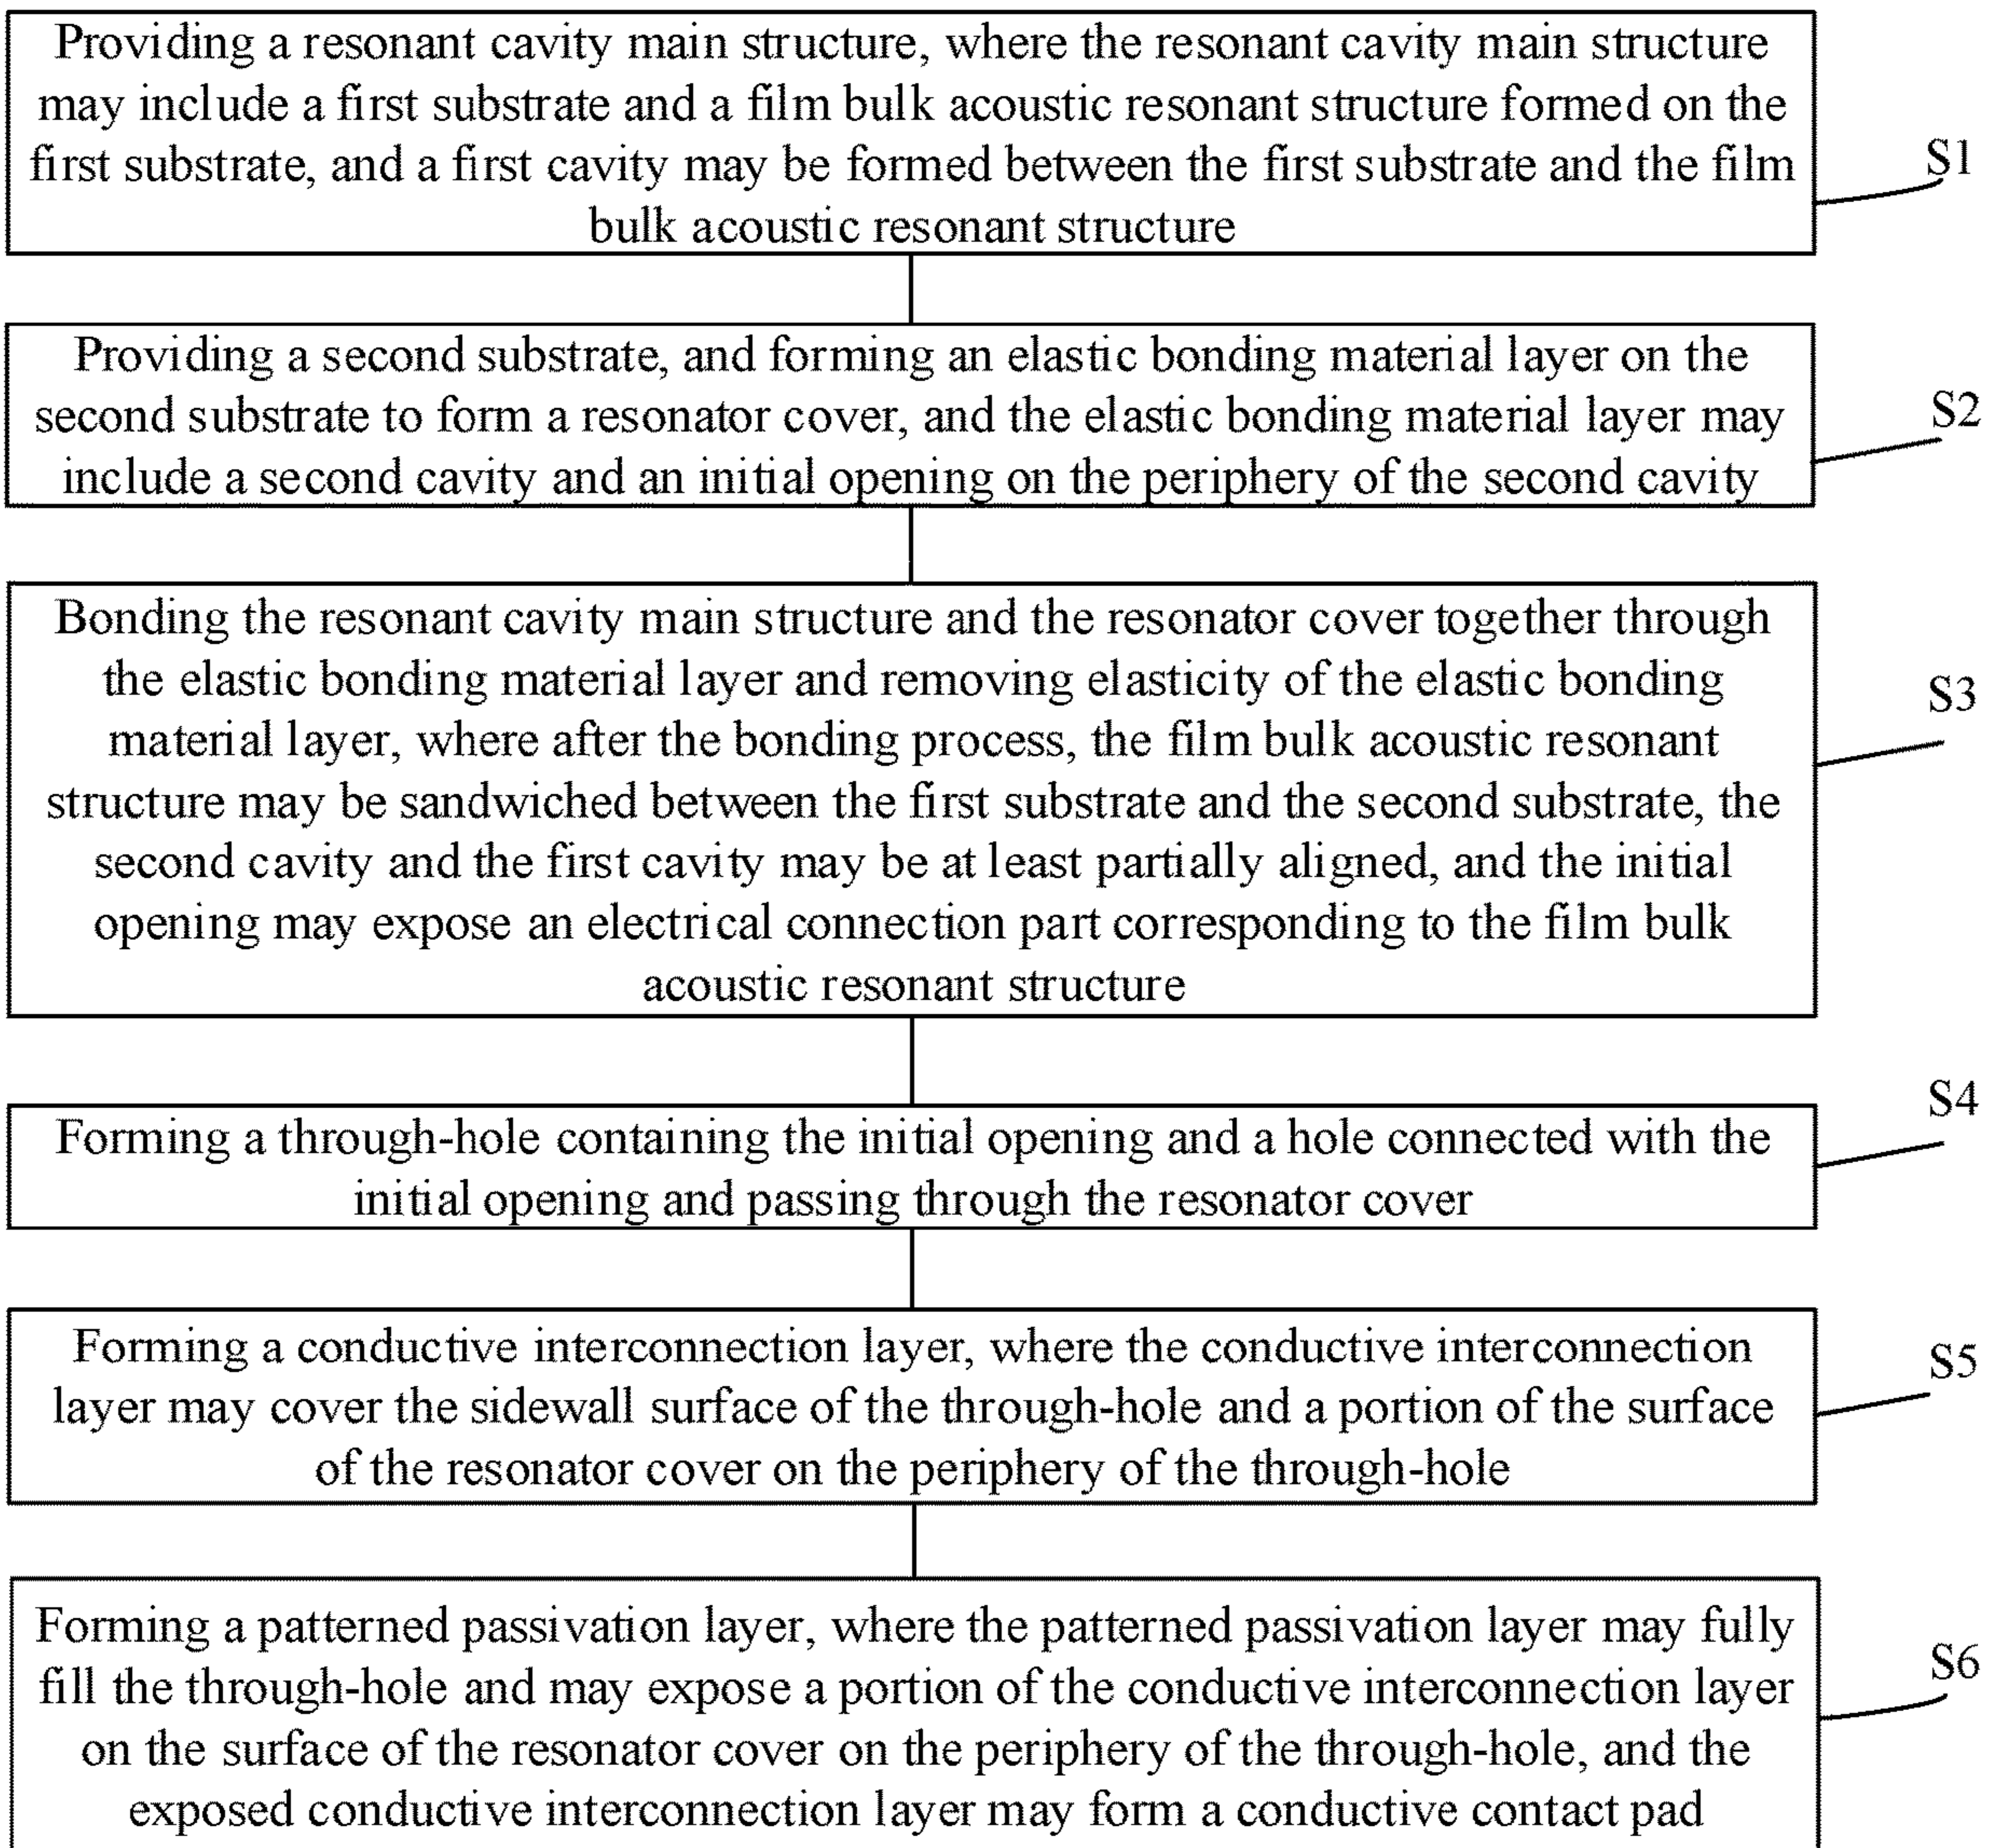 Providing a resonant cavity main structure, where the resonant cavity main structure
may include a first substrate and a film bulk acoustic resonant structure formed on the
first substrate, and a first cavity may be formed between the first substrate and the film
bulk acoustic resonant structure
S1
Providing a second substrate, and forming an elastic bonding material layer on the
second substrate to form a resonator cover, and the elastic bonding material layer may
include a second cavity and an initial opening on the periphery of the second cavity
S2
Bonding the resonant cavity main structure and the resonator cover together through
the elastic bonding material layer and removing elasticity of the elastic bonding
material layer, where after the bonding process, the film bulk acoustic resonant
structure may be sandwiched between the first substrate and the second substrate, the
second cavity and the first cavity may be at least partially aligned, and the initial
opening may expose an electrical connection part corresponding to the film bulk
acoustic resonant structure
S3
Forming a through-hole containing the initial opening and a hole connected with the
initial opening and passing through the resonator cover
S4
Forming a conductive interconnection layer, where the conductive interconnection
layer may cover the sidewall surface of the through-hole and a portion of the surface
of the resonator cover on the periphery of the through-hole
S5
Forming a patterned passivation layer, where the patterned passivation layer may fully
fill the through-hole and may expose a portion of the conductive interconnection layer
on the surface of the resonator cover on the periphery of the through-hole, and the
exposed conductive interconnection layer may form a conductive contact pad
S6